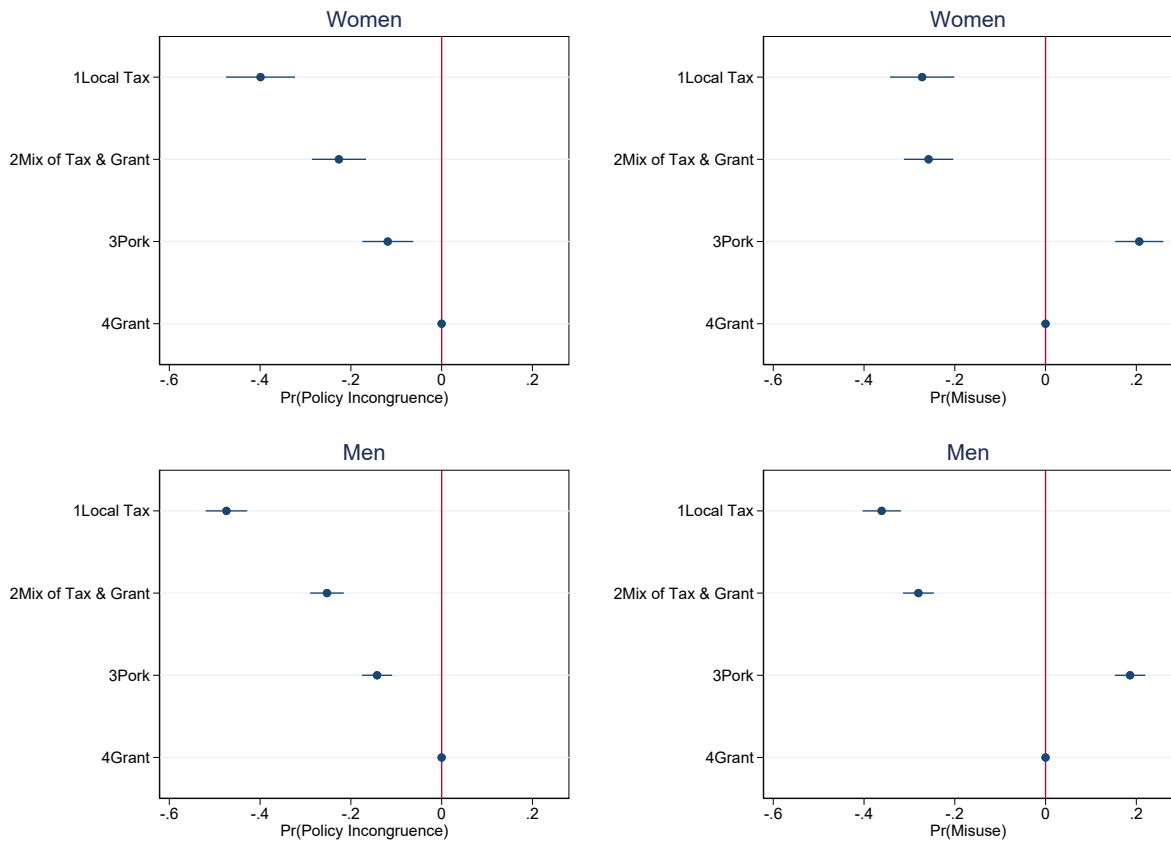 Women
1Local Tax
2Mix of Tax & Grant
3Pork
4Grant
-.6 -.4 -.2 0 .2
Pr(Policy Incongruence)
Women
1Local Tax
2Mix of Tax & Grant
3Pork
4Grant
-.6 -.4 -.2 0 .2
Pr(Misuse)
Men
1Local Tax
2Mix of Tax & Grant
3Pork
4Grant
-.6 -.4 -.2 0 .2
Pr(Policy Incongruence)
Men
1Local Tax
2Mix of Tax & Grant
3Pork
4Grant
-.6 -.4 -.2 0 .2
Pr(Misuse)